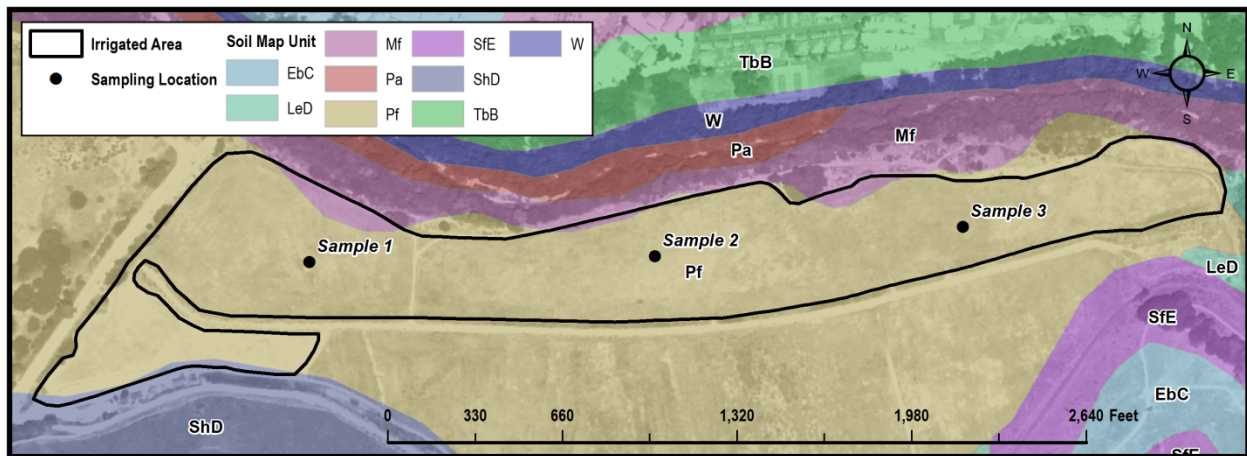 Irrigated Area
Sampling Location
Soil Map Unit
EbC
LeD
Mf
Pa
Pf
SfE
ShD
TbB
W
TbB
N
W E
S
W
Pa
Mf
Sample 1
Sample 2
Sample 3
Pf
LeD
SfE
EbC
ShD
SfE
0 330 660 1,320 1,980 2,640 Feet